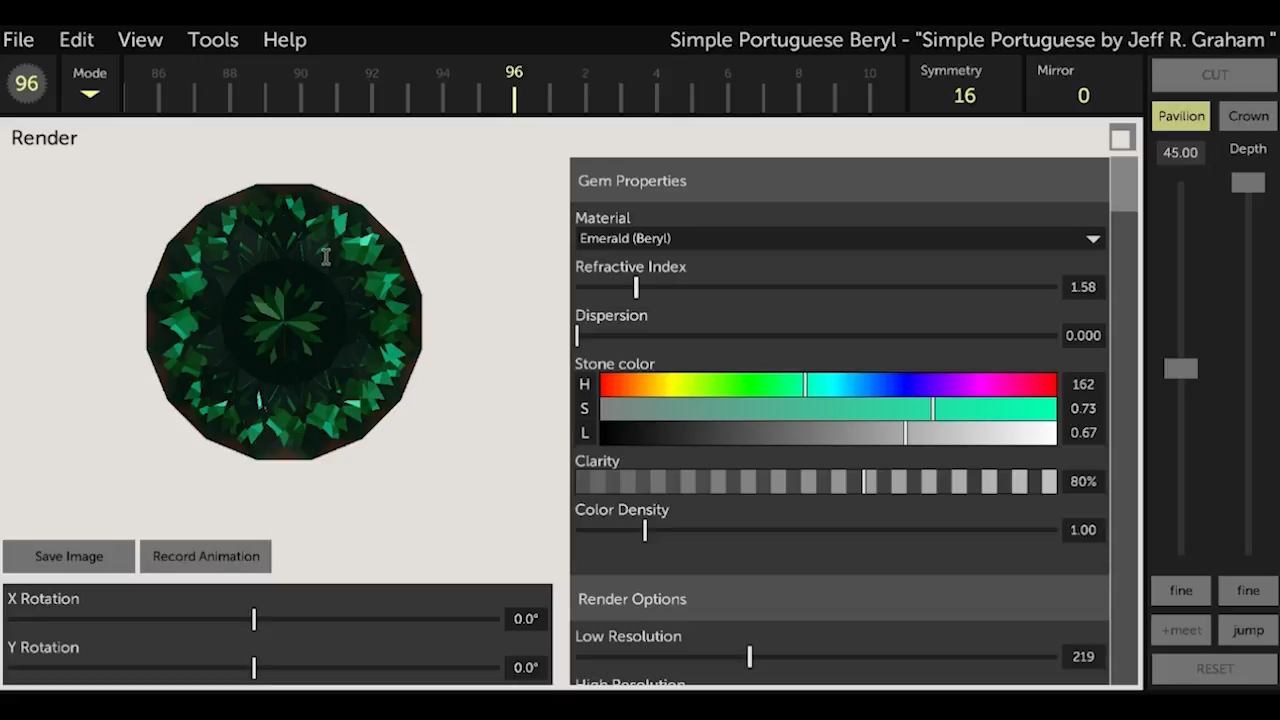 File Edit View Tools Help
Simple Portuguese Beryl - "Simple Portuguese by Jeff R. Graham "
96
Mode
86 88 90 92 94 96 2 4 6 8 10
Symmetry
16
Mirror
0
CUT
Pavilion Crown
45.00 Depth
Render
Gem Properties
Material
Emerald (Beryl)
Refractive Index
1.58
Dispersion
0.000
Stone color
H 162
S 0.73
L 0.67
Clarity
80%
Color Density
1.00
Save Image Record Animation
X Rotation
0.0°
Y Rotation
0.0°
Render Options
Low Resolution
219
High Resolution
fine fine
+meet jump
RESET